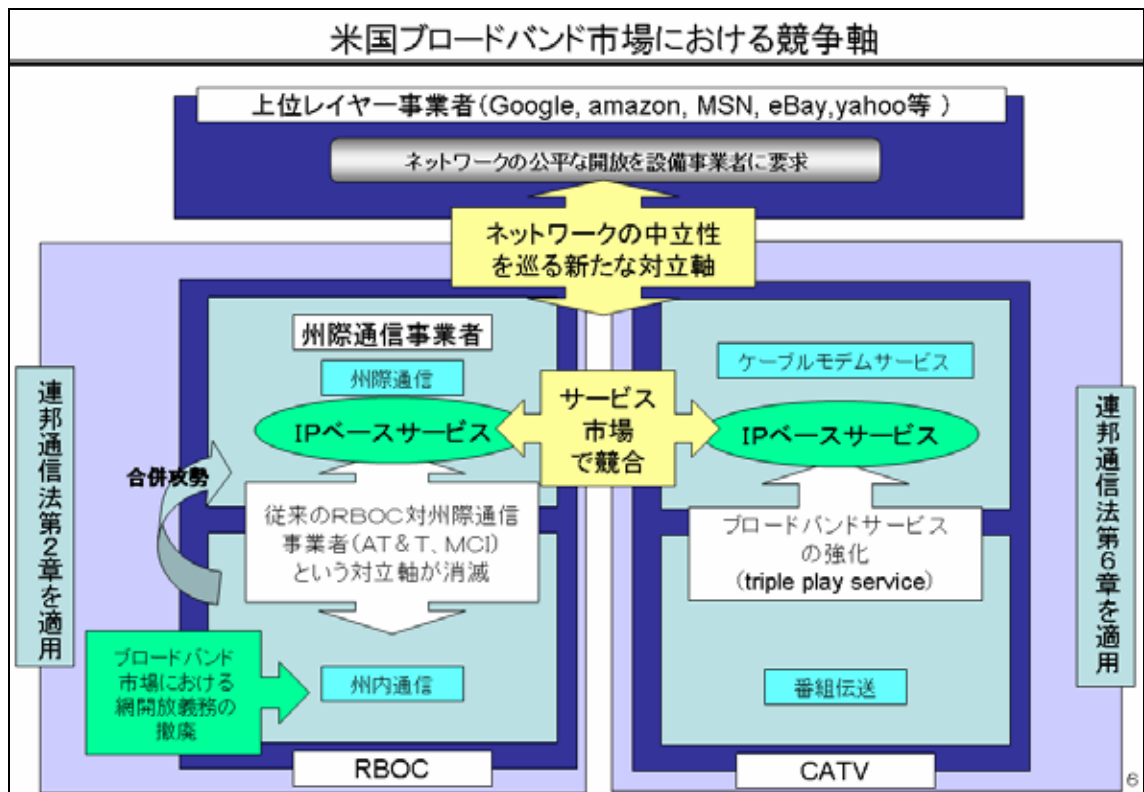 米国ブロードバンド市場における競争軸
上位レイヤー事業者(Google, amazon, MSN, eBay,yahoo等 )
ネットワークの公平な開放を設備事業者に要求
ネットワークの中立性
を巡る新たな対立軸
連邦通信法第2章を適用
州際通信事業者
州際通信
IPベースサービス
合併攻勢
従来のRBOC対州際通信
事業者(AT&T、MCI)
という対立軸が消滅
ブロードバンド
市場における
網開放義務の
撤廃
州内通信
RBOC
サービス
市場
で競合
ケーブルモデムサービス
IPベースサービス
ブロードバンドサービス
の強化
(triple play service)
番組伝送
CATV
連邦通信法第6章を適用
6